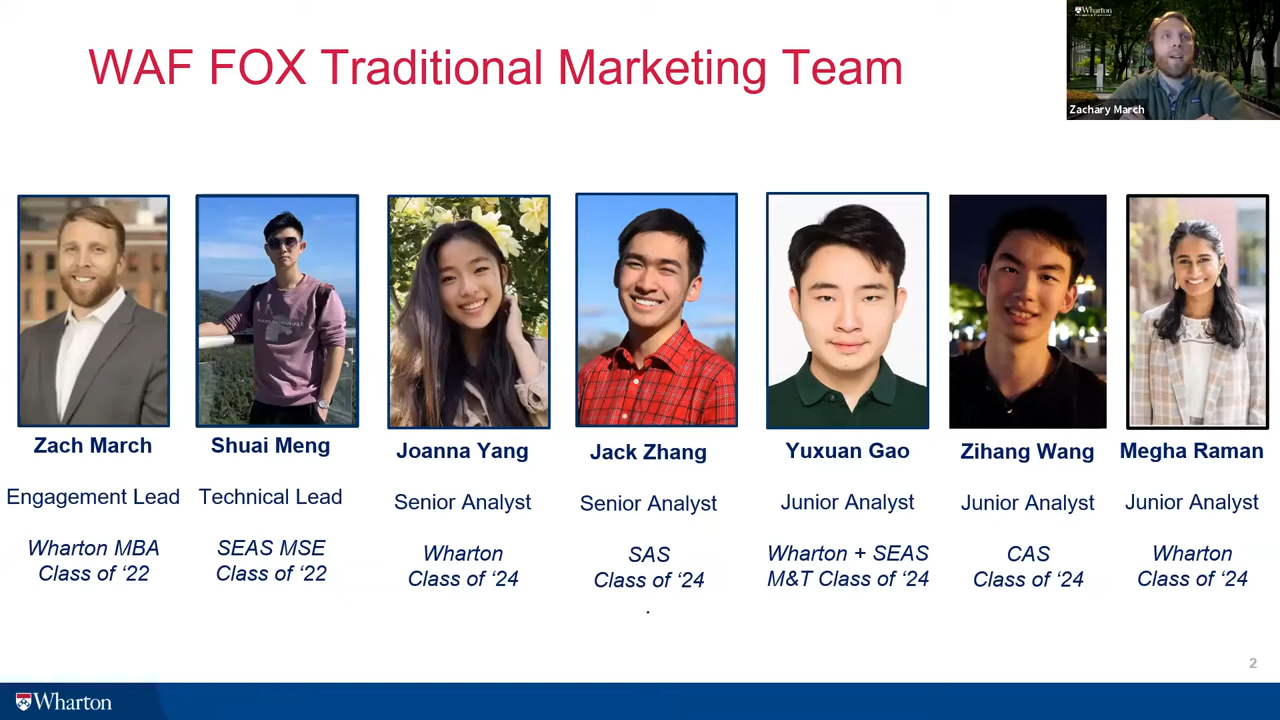 WAF FOX Traditional Marketing Team
Wharton
Zachary March
Zach March
Engagement Lead
Wharton MBA
Class of ‘22
Shuai Meng
Technical Lead
SEAS MSE
Class of ‘22
Joanna Yang
Senior Analyst
Wharton
Class of ‘24
Jack Zhang
Senior Analyst
SAS
Class of ‘24
.
Yuxuan Gao
Junior Analyst
Wharton + SEAS
M&T Class of ‘24
Zihang Wang
Junior Analyst
CAS
Class of ‘24
Megha Raman
Junior Analyst
Wharton
Class of ‘24
2
Wharton